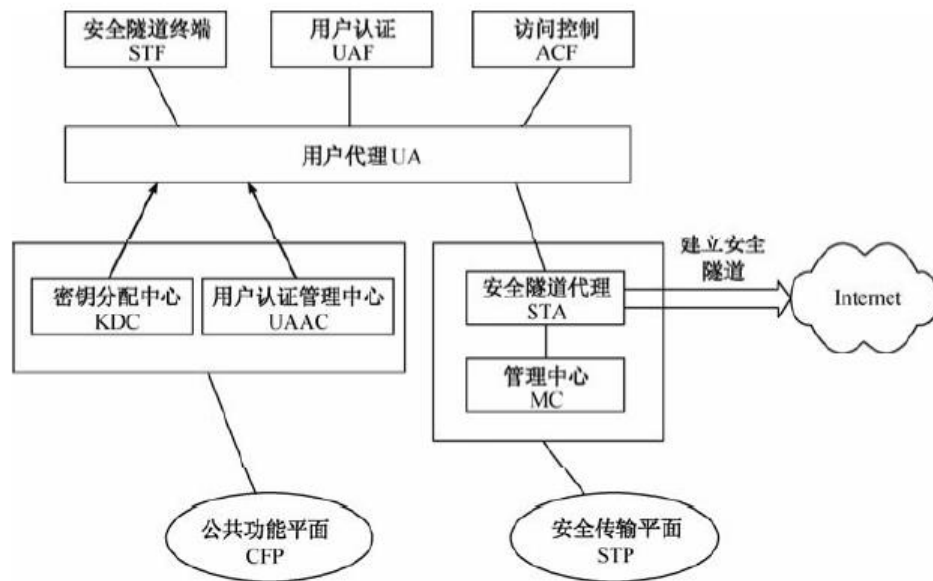 安全隧道终端
STF
用户认证
UAF
访问控制
ACF
用户代理UA
密钥分配中心
KDC
用户认证管理中心
UAAC
安全隧道代理
STA
管理中心
MC
建立安全
隧道
Internet
公共功能平面
CFP
安全传输平面
STP